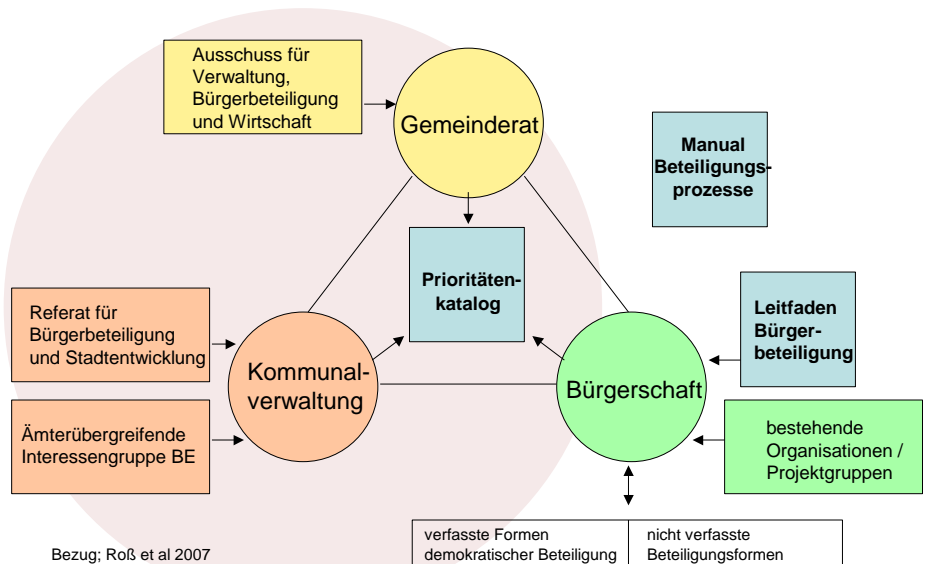 Ausschuss für
Verwaltung,
Bürgerbeteiligung
und Wirtschaft
Gemeinderat
Manual
Beteiligungs-
prozesse
Prioritäten-
katalog
Referat für
Bürgerbeteiligung
und Stadtentwicklung
Kommunal-
verwaltung
Bürgerschaft
Leitfaden
Bürger-
beteiligung
Ämterübergreifende
Interessengruppe BE
bestehende
Organisationen /
Projektgruppen
verfasste Formen
demokratischer Beteiligung
nicht verfasste
Beteiligungsformen
Bezug; Roß et al 2007